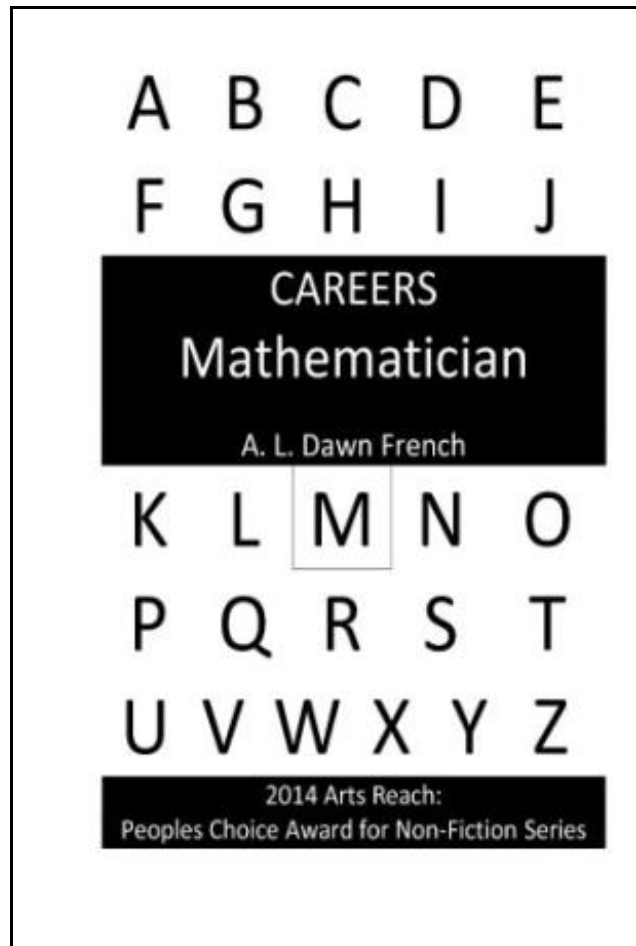 A B C D E
F G H I J
CAREERS
Mathematician
A. L. Dawn French
K L M N O
P Q R S T
U V W X Y Z
2014 Arts Reach:
Peoples Choice Award for Non-Fiction Series